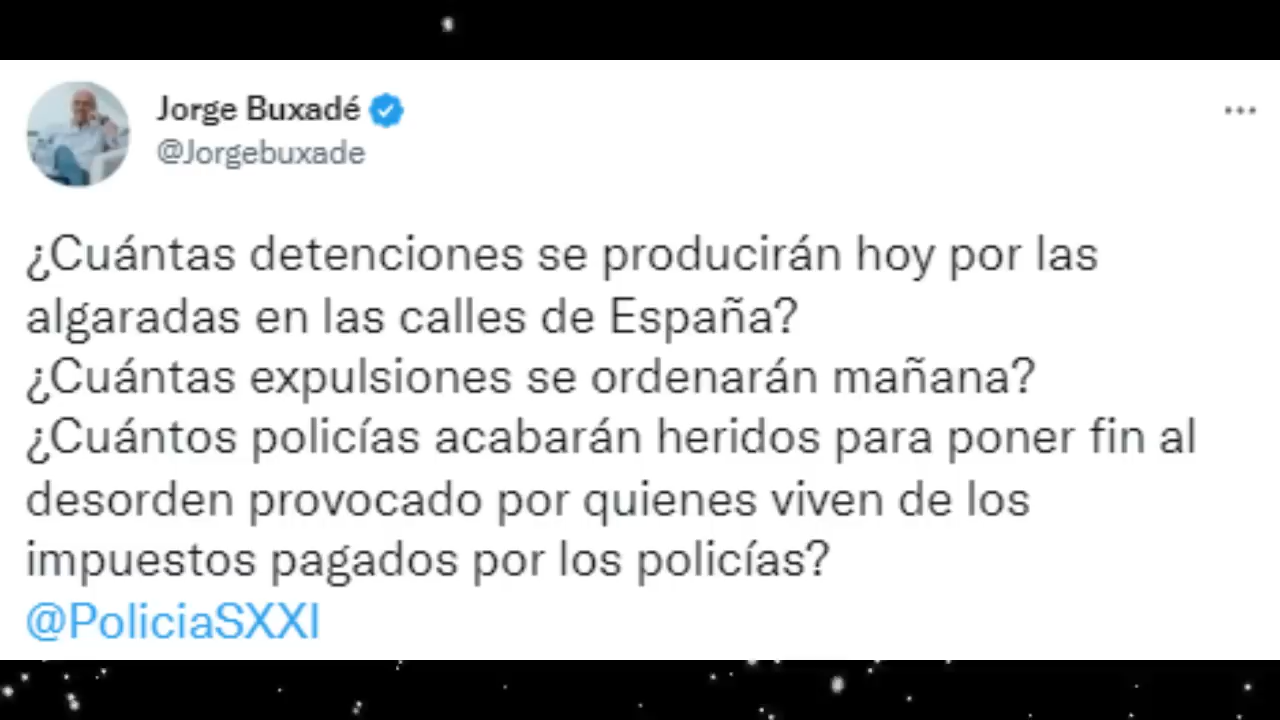 Jorge Buxadé
@Jorgebuxade
¿Cuántas detenciones se producirán hoy por las
algaradas en las calles de España?
¿Cuántas expulsiones se ordenarán mañana?
¿Cuántos policías acabarán heridos para poner fin al
desorden provocado por quienes viven de los
impuestos pagados por los policías?
@PoliciaSXXI